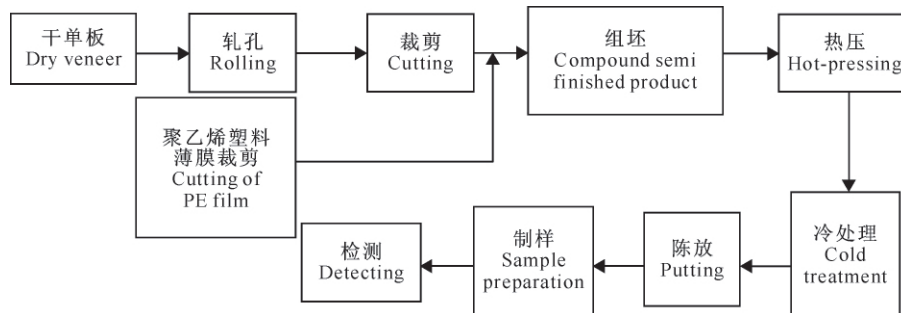 干单板
Dry veneer
轧孔
Rolling
裁剪
Cutting
组坯
Compound semi
finished product
热压
Hot-pressing
聚乙烯塑料
薄膜裁剪
Cutting of
PE film
冷处理
Cold
treatment
陈放
Putting
制样
Sample
preparation
检测
Detecting